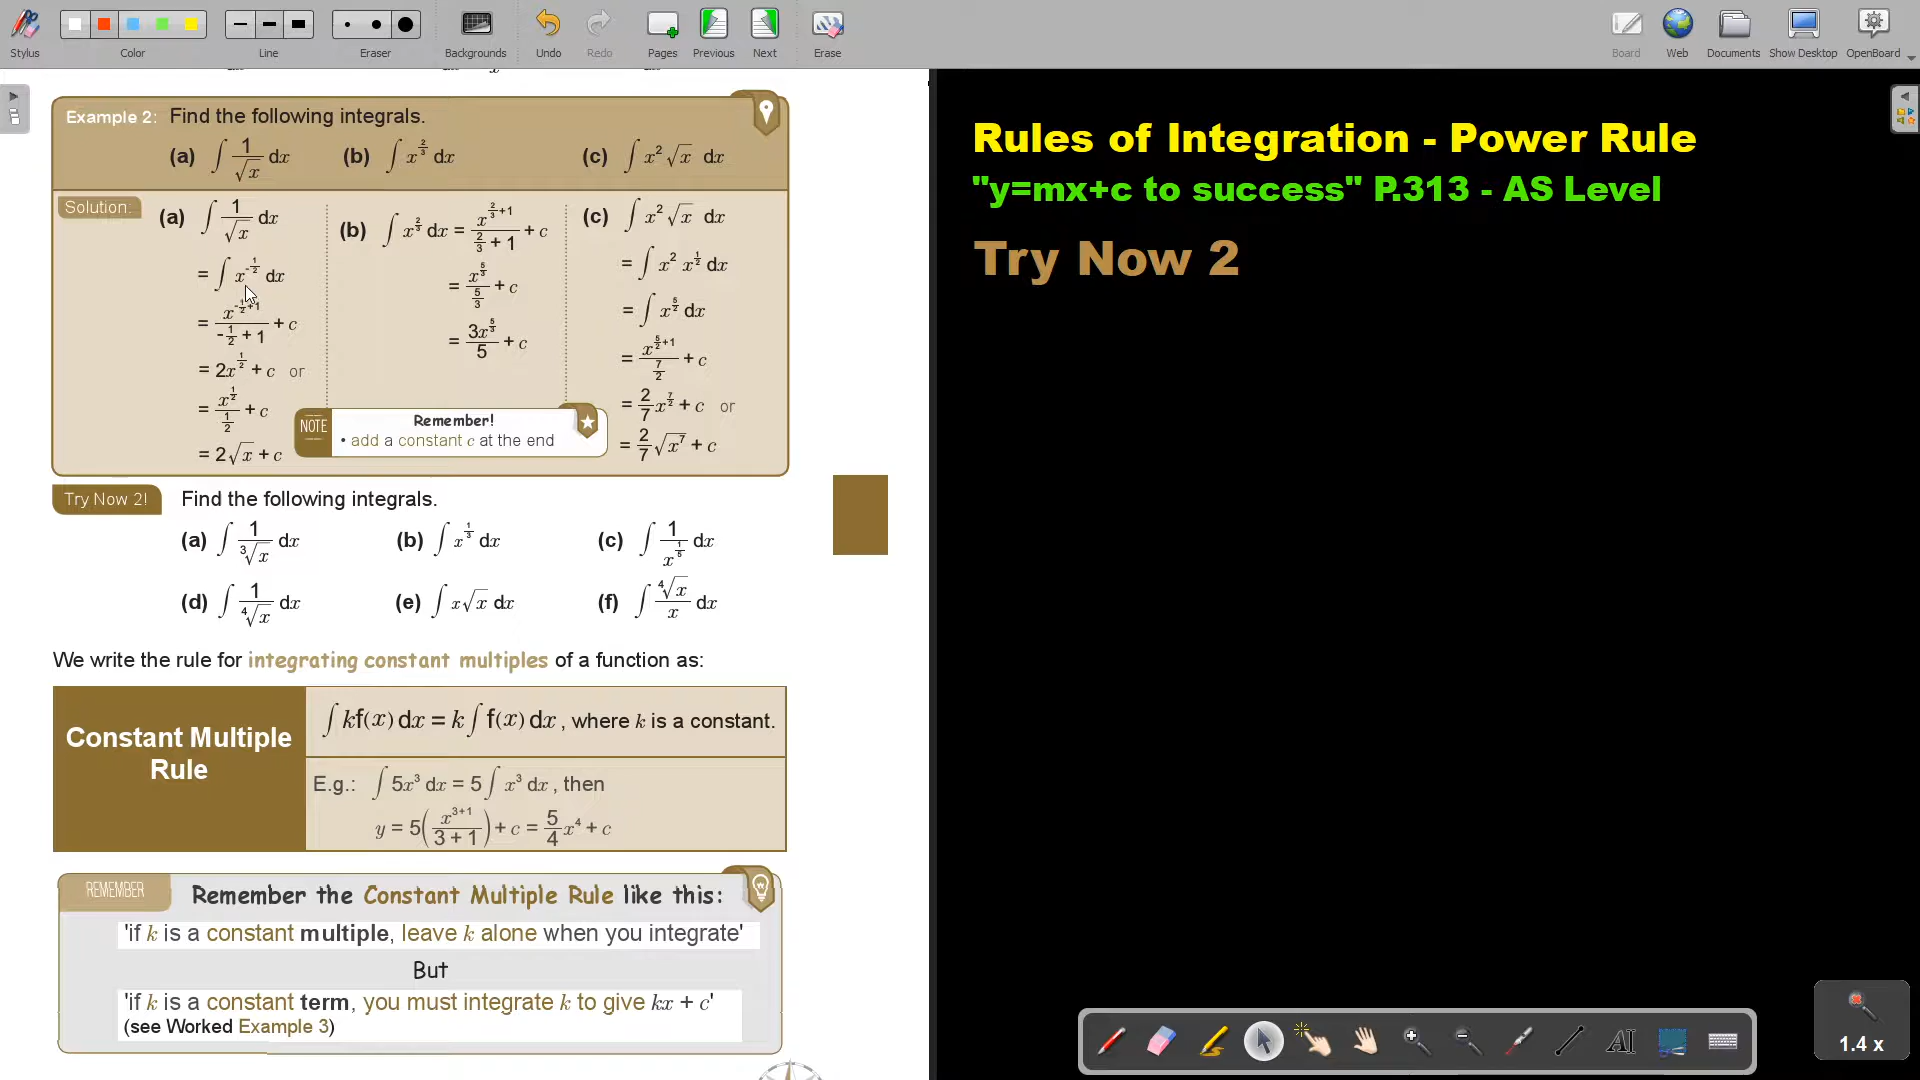 Stylus Color Line Eraser Backgrounds Undo Redo Pages Previous Next Erase Board Web Documents Show Desktop OpenBoard
Example 2: Find the following integrals.
(a) ∫ 1/√x dx (b) ∫ x^(2/3) dx (c) ∫ x² √x dx
Solution:
(a) ∫ 1/√x dx
= ∫ x^(-1/2) dx
= x^(-1/2+1)/(-1/2 + 1) + c
= 2x^(1/2) + c or
= x^(1/2)/(1/2) + c
= 2√x + c
(b) ∫ x^(2/3) dx = x^(2/3+1)/(2/3 + 1) + c
= x^(5/3)/(5/3) + c
= 3x^(5/3)/5 + c
(c) ∫ x² √x dx
= ∫ x² x^(1/2) dx
= ∫ x^(5/2) dx
= x^(5/2+1)/(7/2) + c
= 2/7 x^(7/2) + c or
= 2/7 √x⁷ + c
NOTE
Remember!
• add a constant c at the end
Try Now 2! Find the following integrals.
(a) ∫ 1/∛x dx (b) ∫ x^(1/3) dx (c) ∫ 1/x^(1/5) dx
(d) ∫ 1/∜x dx (e) ∫ x√x dx (f) ∫ ∜x/x dx
We write the rule for integrating constant multiples of a function as:
Constant Multiple
Rule
∫ kf(x) dx = k ∫ f(x) dx , where k is a constant.
E.g.: ∫ 5x³ dx = 5 ∫ x³ dx , then
y = 5(x^(3+1)/(3 + 1)) + c = 5/4 x⁴ + c
REMEMBER
Remember the Constant Multiple Rule like this:
'if k is a constant multiple, leave k alone when you integrate'
But
'if k is a constant term, you must integrate k to give kx + c'
(see Worked Example 3)
Rules of Integration - Power Rule
"y=mx+c to success" P.313 - AS Level
Try Now 2
1.4 x